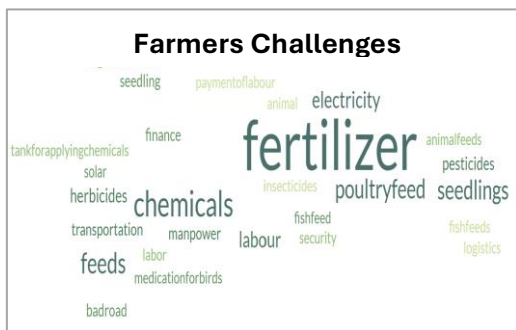 Farmers Challenges
seedling paymentoflabour
animal electricity
finance fertilizer animalfeeds
tankforapplyingchemicals
solar insecticides poultryfeed pesticides
herbicides chemicals seedlings
transportation manpower labour fishfeed security fishfeeds
labor logistics
feeds medicationforbirds
badroad